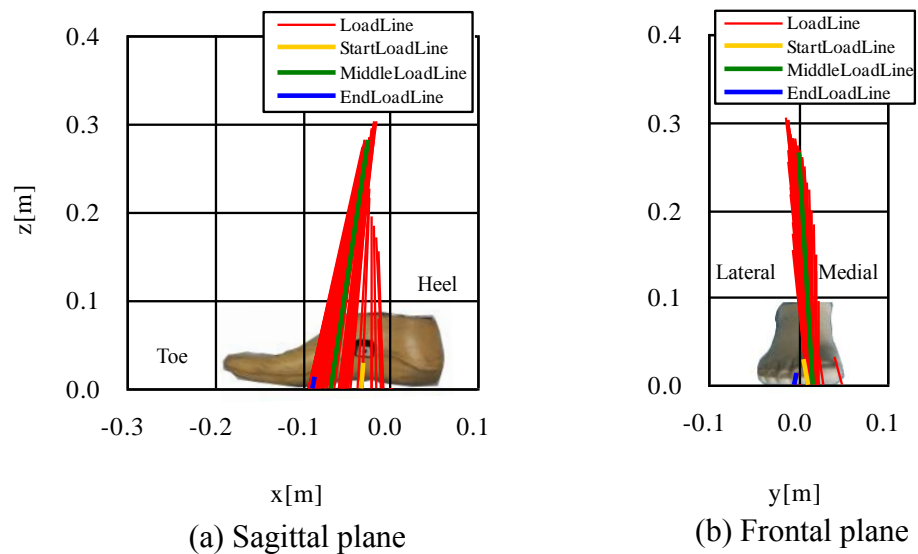 LoadLine
StartLoadLine
MiddleLoadLine
EndLoadLine
0.4
0.3
0.2
0.1
0.0
z[m]
Toe
Heel
-0.3
-0.2
-0.1
0.0
0.1
x[m]
(a) Sagittal plane
LoadLine
StartLoadLine
MiddleLoadLine
EndLoadLine
0.4
0.3
0.2
0.1
0.0
Lateral
Medial
-0.1
0.0
0.1
y[m]
(b) Frontal plane